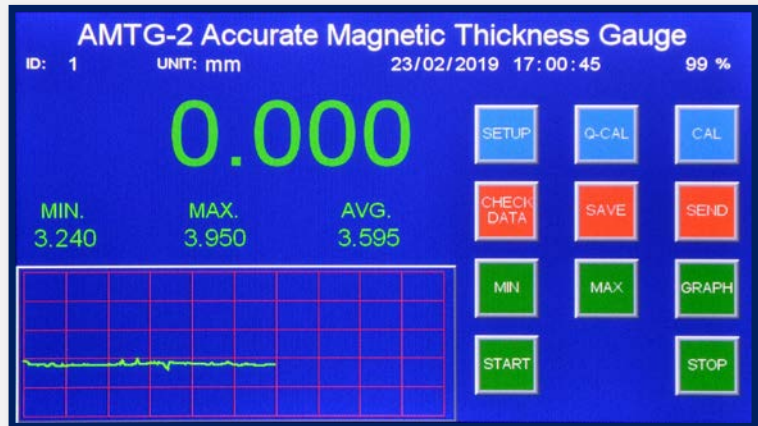 AMTG-2 Accurate Magnetic Thickness Gauge
ID: 1 UNIT: mm 23/02/2019 17:00:45 99 %
0.000
MIN. MAX. AVG.
3.240 3.950 3.595
SETUP Q-CAL CAL
CHECK DATA SAVE SEND
MIN MAX GRAPH
START STOP